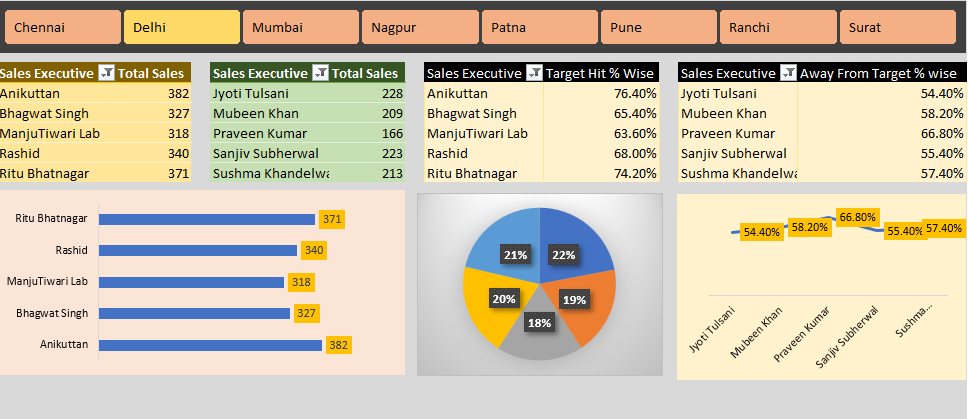 Chennai Delhi Mumbai Nagpur Patna Pune Ranchi Surat
Sales Executive Total Sales
Anikuttan 382
Bhagwat Singh 327
ManjuTiwari Lab 318
Rashid 340
Ritu Bhatnagar 371
Sales Executive Total Sales
Jyoti Tulsani 228
Mubeen Khan 209
Praveen Kumar 166
Sanjiv Subherwal 223
Sushma Khandelwa 213
Sales Executive Target Hit % Wise
Anikuttan 76.40%
Bhagwat Singh 65.40%
ManjuTiwari Lab 63.60%
Rashid 68.00%
Ritu Bhatnagar 74.20%
Sales Executive Away From Target % wise
Jyoti Tulsani 54.40%
Mubeen Khan 58.20%
Praveen Kumar 66.80%
Sanjiv Subherwal 55.40%
Sushma Khandelwa 57.40%
Ritu Bhatnagar 371
Rashid 340
ManjuTiwari Lab 318
Bhagwat Singh 327
Anikuttan 382
21% 22%
20% 19%
18%
54.40% 58.20% 66.80% 55.40% 57.40%
Jyoti Tulsani
Mubeen Khan
Praveen Kumar
Sanjiv Subherwal
Sushma...